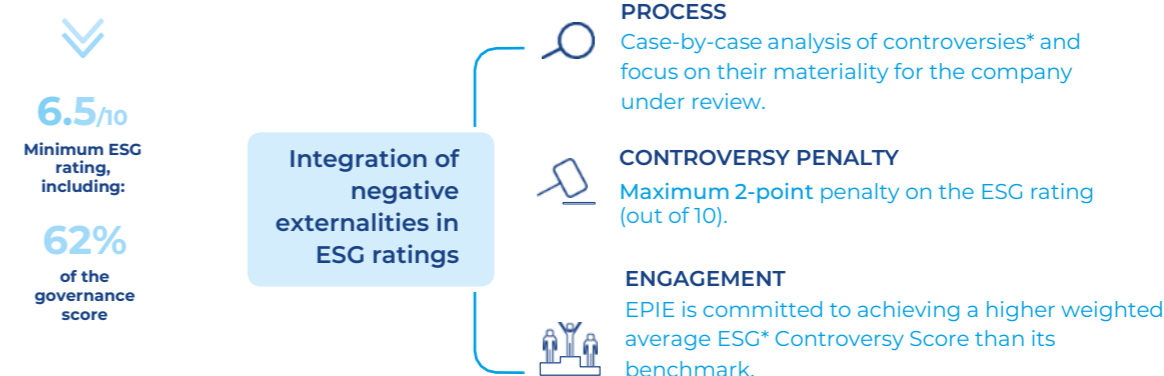 6.5/10
Minimum ESG
rating,
including:
62%
of the
governance
score
Integration of
negative
externalities in
ESG ratings
PROCESS
Case-by-case analysis of controversies* and
focus on their materiality for the company
under review.
CONTROVERSY PENALTY
Maximum 2-point penalty on the ESG rating
(out of 10).
ENGAGEMENT
EPIE is committed to achieving a higher weighted
average ESG* Controversy Score than its
benchmark.